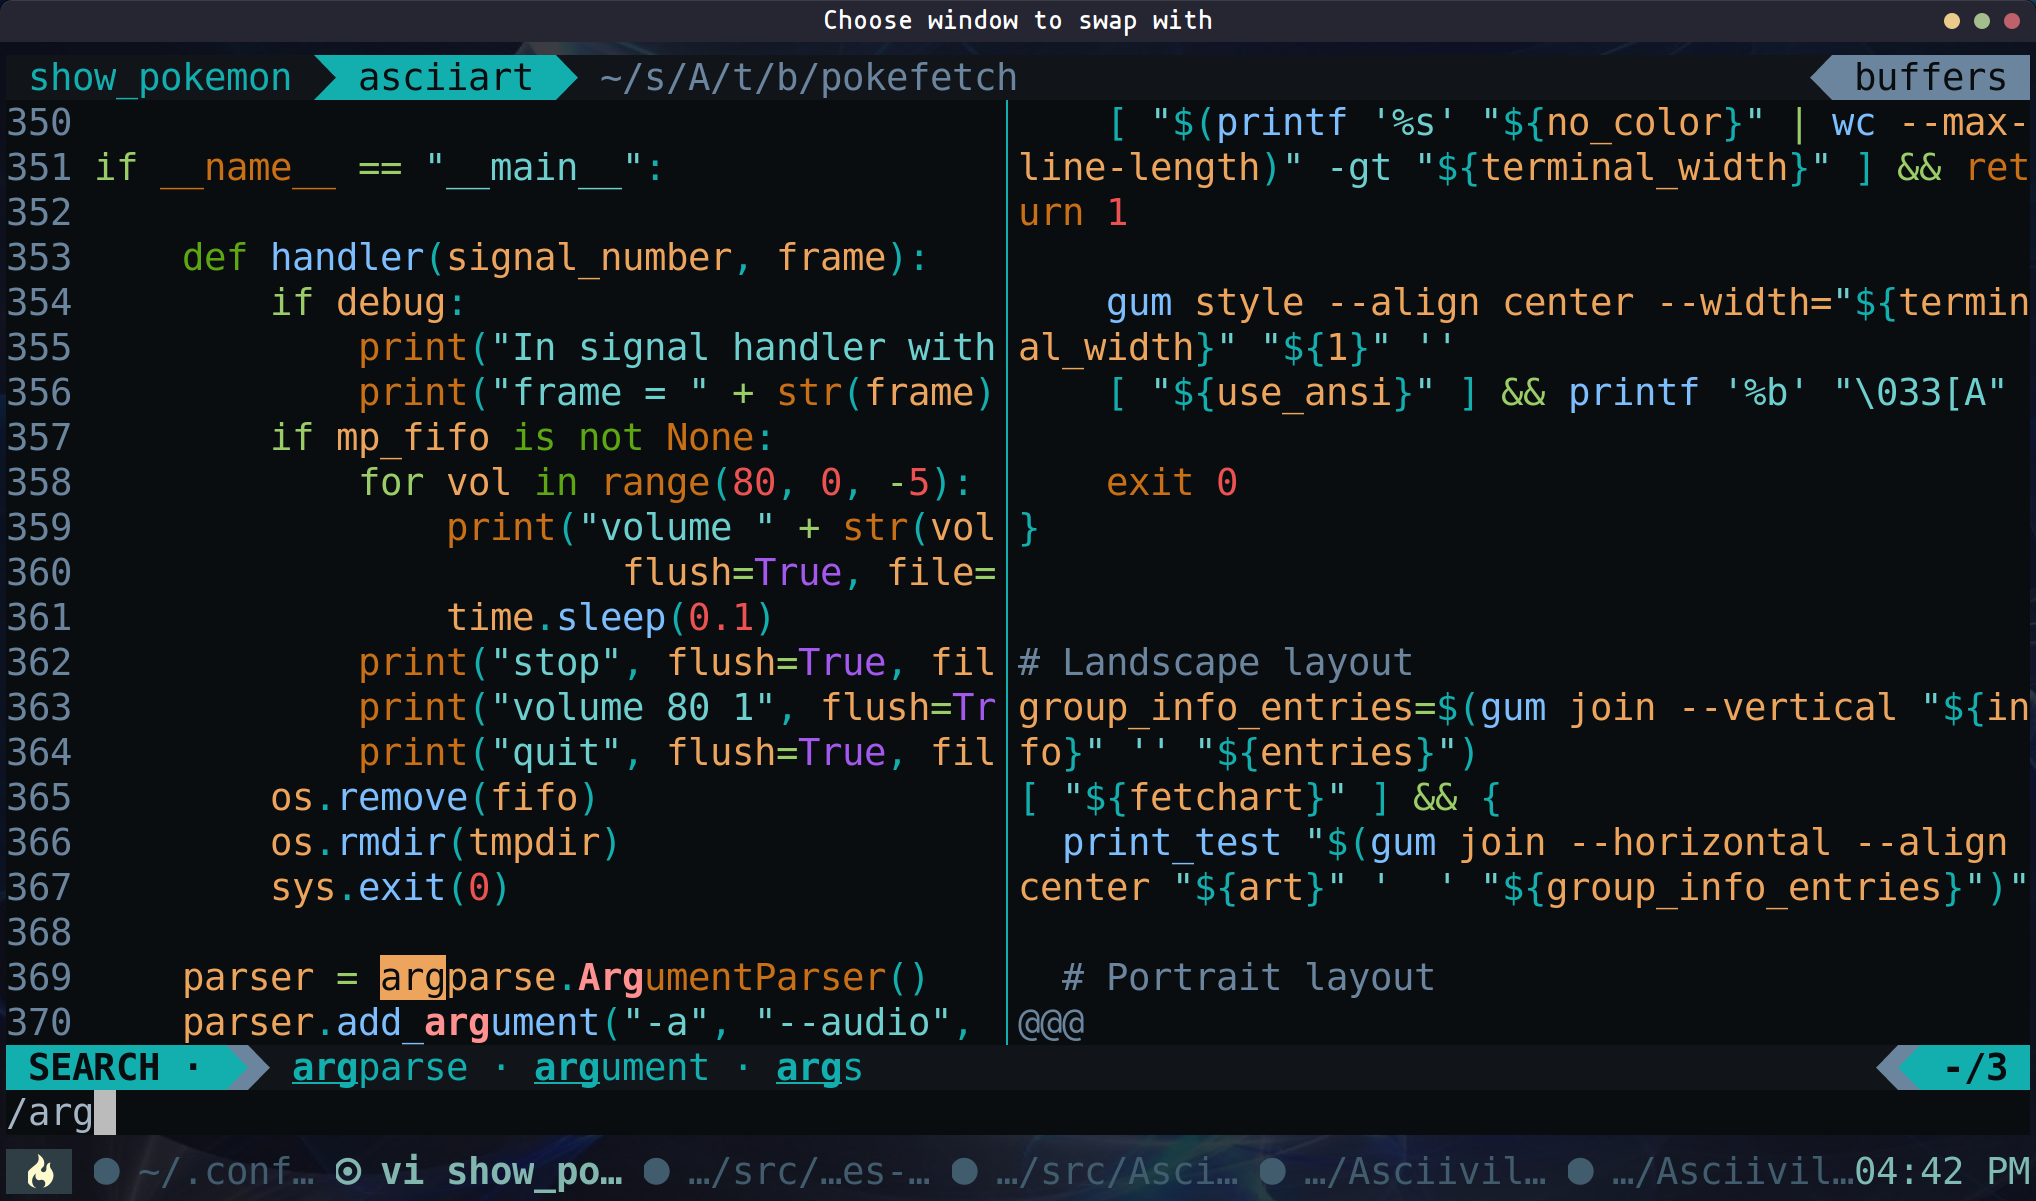 Choose window to swap with
show_pokemon asciiart ~/s/A/t/b/pokefetch buffers
350
351 if __name__ == "__main__":
352
353     def handler(signal_number, frame):
354         if debug:
355             print("In signal handler with
356             print("frame = " + str(frame)
357         if mp_fifo is not None:
358             for vol in range(80, 0, -5):
359                 print("volume " + str(vol
360                         flush=True, file=
361                 time.sleep(0.1)
362             print("stop", flush=True, fil
363             print("volume 80 1", flush=Tr
364             print("quit", flush=True, fil
365         os.remove(fifo)
366         os.rmdir(tmpdir)
367         sys.exit(0)
368
369     parser = argparse.ArgumentParser()
370     parser.add_argument("-a", "--audio",
    [ "$(printf '%s' "${no_color}" | wc --max-
line-length)" -gt "${terminal_width}" ] && ret
urn 1
    gum style --align center --width="${termin
al_width}" "${1}" ''
    [ "${use_ansi}" ] && printf '%b' "\033[A"
    exit 0
}
# Landscape layout
group_info_entries=$(gum join --vertical "${in
fo}" '' "${entries}")
[ "${fetchart}" ] && {
  print_test "$(gum join --horizontal --align
center "${art}" '  ' "${group_info_entries}")"
  # Portrait layout
@@@
SEARCH · argparse · argument · args -/3
/arg
~/.conf… vi show_po… …/src/…es-… …/src/Asci… …/Asciivil… …/Asciivil…04:42 PM